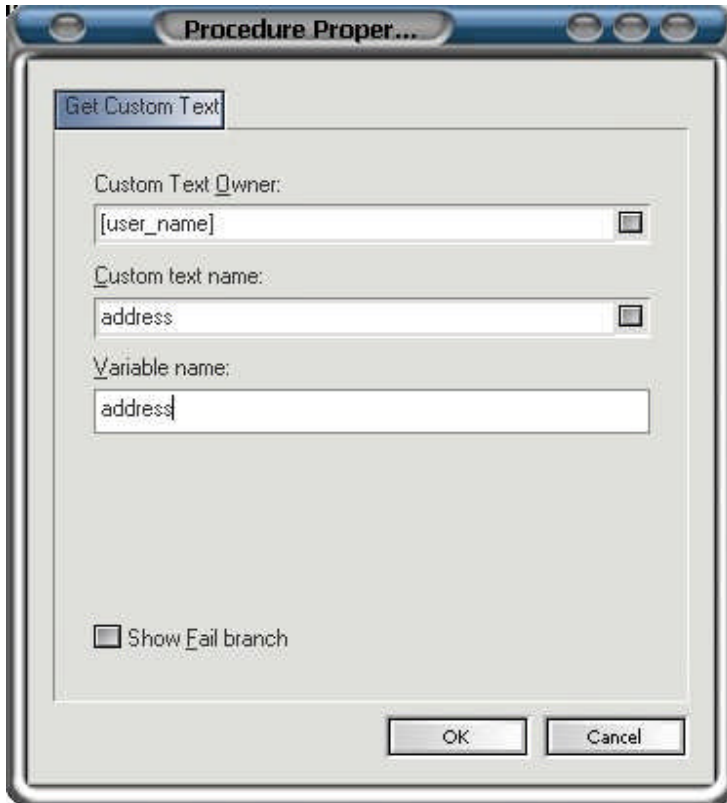 Procedure Proper...
Get Custom Text
Custom Text Owner:
[user_name]
Custom text name:
address
Variable name:
address
Show Fail branch
OK
Cancel